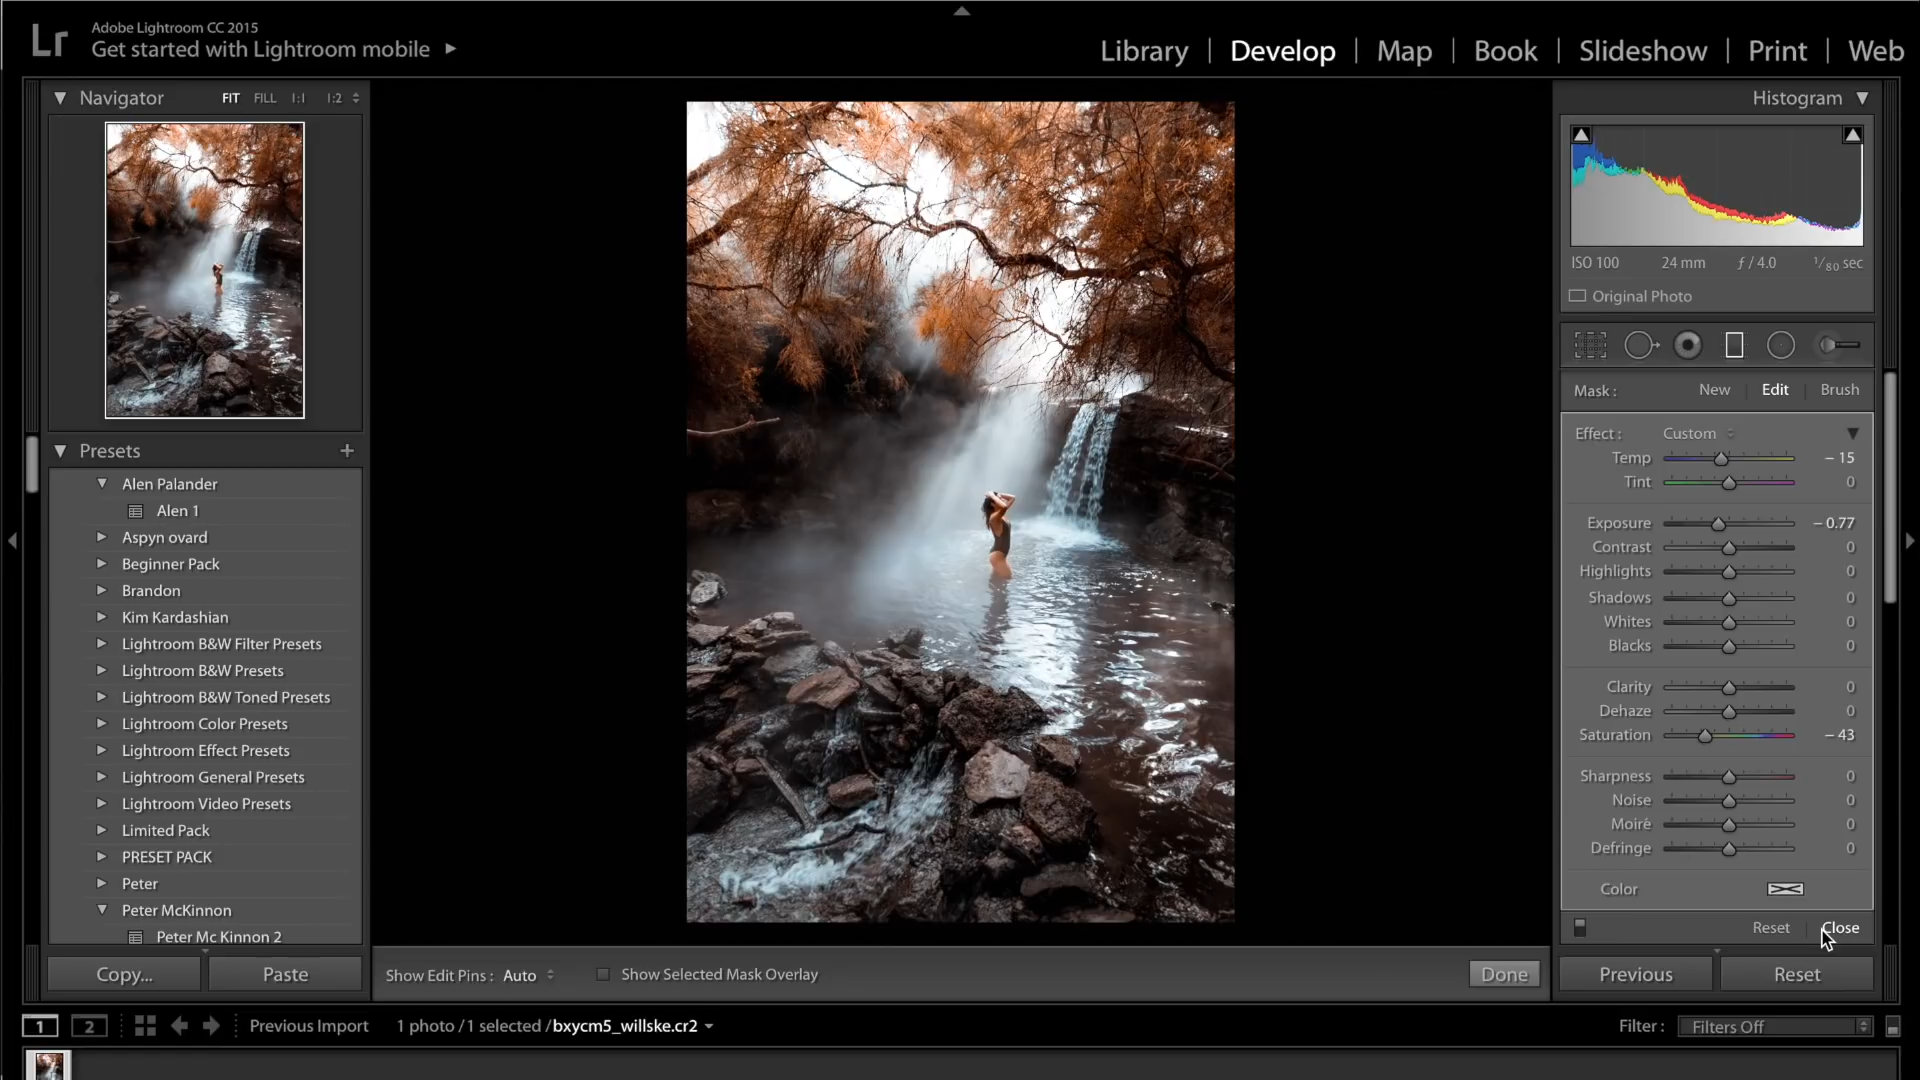 Lr
Adobe Lightroom CC 2015
Get started with Lightroom mobile
Library | Develop | Map | Book | Slideshow | Print | Web
Navigator FIT FILL 1:1 1:2
Presets +
Alen Palander
Alen 1
Aspyn ovard
Beginner Pack
Brandon
Kim Kardashian
Lightroom B&W Filter Presets
Lightroom B&W Presets
Lightroom B&W Toned Presets
Lightroom Color Presets
Lightroom Effect Presets
Lightroom General Presets
Lightroom Video Presets
Limited Pack
PRESET PACK
Peter
Peter McKinnon
Peter Mc Kinnon 2
Copy... Paste
Show Edit Pins : Auto Show Selected Mask Overlay Done
Histogram
ISO 100 24 mm ƒ / 4.0 1/80 sec
Original Photo
Mask : New Edit Brush
Effect : Custom
Temp – 15
Tint 0
Exposure – 0.77
Contrast 0
Highlights 0
Shadows 0
Whites 0
Blacks 0
Clarity 0
Dehaze 0
Saturation – 43
Sharpness 0
Noise 0
Moiré 0
Defringe 0
Color
Reset Close
Previous Reset
1 2 Previous Import 1 photo / 1 selected / bxycm5_willske.cr2 Filter : Filters Off